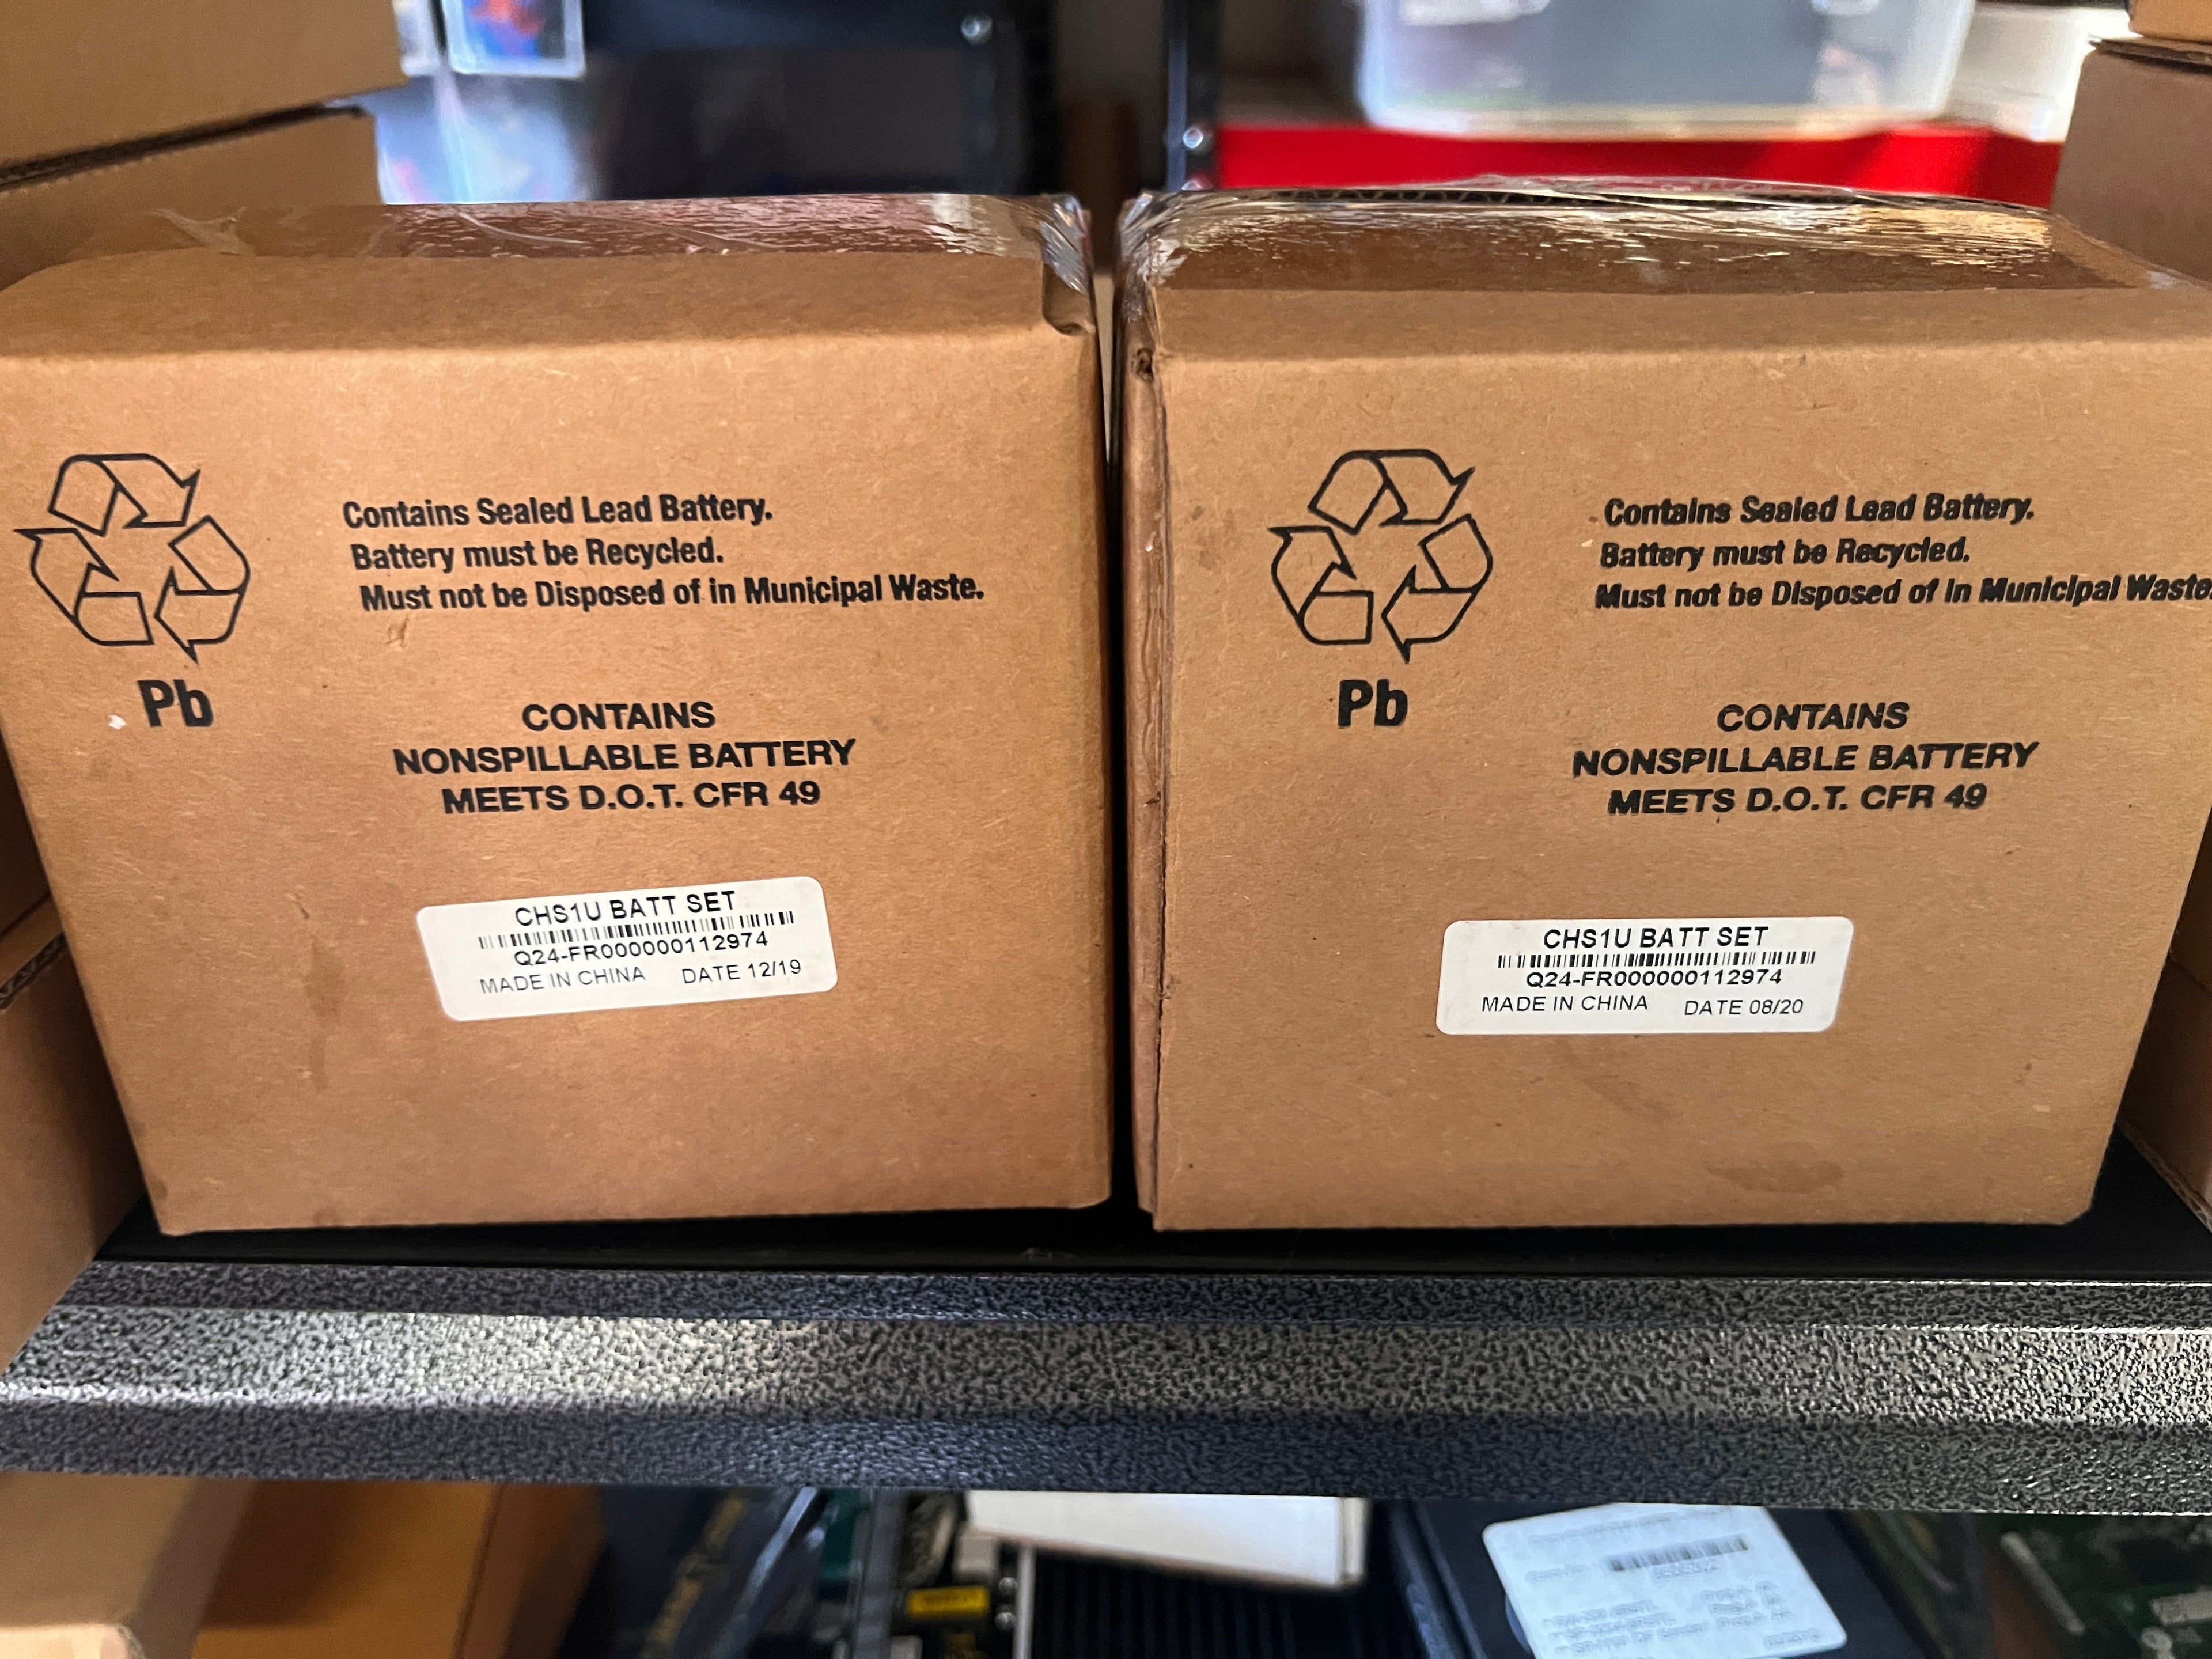 Contains Sealed Lead Battery.
Battery must be Recycled.
Must not be Disposed of in Municipal Waste.
Pb
CONTAINS
NONSPILLABLE BATTERY
MEETS D.O.T. CFR 49
CHS1U BATT SET
Q24-FR000000112974
MADE IN CHINA DATE 12/19
Contains Sealed Lead Battery.
Battery must be Recycled.
Must not be Disposed of in Municipal Waste.
Pb
CONTAINS
NONSPILLABLE BATTERY
MEETS D.O.T. CFR 49
CHS1U BATT SET
Q24-FR000000112974
MADE IN CHINA DATE 08/20